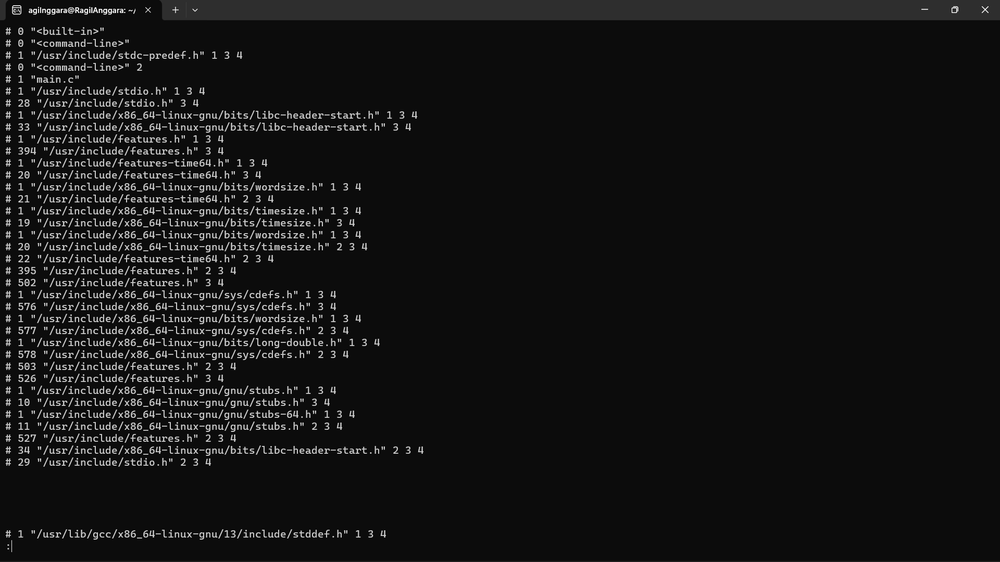 agilnggara@RagilAnggara: ~/
# 0 "<built-in>"
# 0 "<command-line>"
# 1 "/usr/include/stdc-predef.h" 1 3 4
# 0 "<command-line>" 2
# 1 "main.c"
# 1 "/usr/include/stdio.h" 1 3 4
# 28 "/usr/include/stdio.h" 3 4
# 1 "/usr/include/x86_64-linux-gnu/bits/libc-header-start.h" 1 3 4
# 33 "/usr/include/x86_64-linux-gnu/bits/libc-header-start.h" 3 4
# 1 "/usr/include/features.h" 1 3 4
# 394 "/usr/include/features.h" 3 4
# 1 "/usr/include/features-time64.h" 1 3 4
# 20 "/usr/include/features-time64.h" 3 4
# 1 "/usr/include/x86_64-linux-gnu/bits/wordsize.h" 1 3 4
# 21 "/usr/include/features-time64.h" 2 3 4
# 1 "/usr/include/x86_64-linux-gnu/bits/timesize.h" 1 3 4
# 19 "/usr/include/x86_64-linux-gnu/bits/timesize.h" 3 4
# 1 "/usr/include/x86_64-linux-gnu/bits/wordsize.h" 1 3 4
# 20 "/usr/include/x86_64-linux-gnu/bits/timesize.h" 2 3 4
# 22 "/usr/include/features-time64.h" 2 3 4
# 395 "/usr/include/features.h" 2 3 4
# 502 "/usr/include/features.h" 3 4
# 1 "/usr/include/x86_64-linux-gnu/sys/cdefs.h" 1 3 4
# 576 "/usr/include/x86_64-linux-gnu/sys/cdefs.h" 3 4
# 1 "/usr/include/x86_64-linux-gnu/bits/wordsize.h" 1 3 4
# 577 "/usr/include/x86_64-linux-gnu/sys/cdefs.h" 2 3 4
# 1 "/usr/include/x86_64-linux-gnu/bits/long-double.h" 1 3 4
# 578 "/usr/include/x86_64-linux-gnu/sys/cdefs.h" 2 3 4
# 503 "/usr/include/features.h" 2 3 4
# 526 "/usr/include/features.h" 3 4
# 1 "/usr/include/x86_64-linux-gnu/gnu/stubs.h" 1 3 4
# 10 "/usr/include/x86_64-linux-gnu/gnu/stubs.h" 3 4
# 1 "/usr/include/x86_64-linux-gnu/gnu/stubs-64.h" 1 3 4
# 11 "/usr/include/x86_64-linux-gnu/gnu/stubs.h" 2 3 4
# 527 "/usr/include/features.h" 2 3 4
# 34 "/usr/include/x86_64-linux-gnu/bits/libc-header-start.h" 2 3 4
# 29 "/usr/include/stdio.h" 2 3 4
# 1 "/usr/lib/gcc/x86_64-linux-gnu/13/include/stddef.h" 1 3 4
: